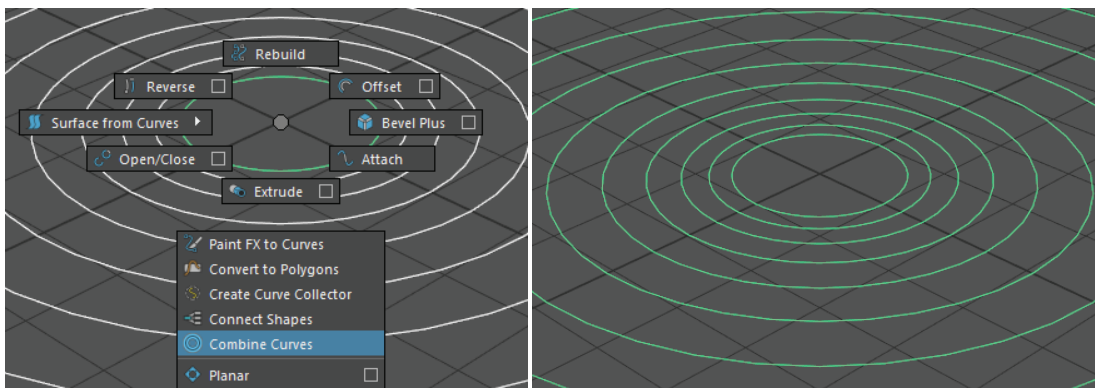 Rebuild
Reverse
Offset
Surface from Curves
Bevel Plus
Open/Close
Attach
Extrude
Paint FX to Curves
Convert to Polygons
Create Curve Collector
Connect Shapes
Combine Curves
Planar